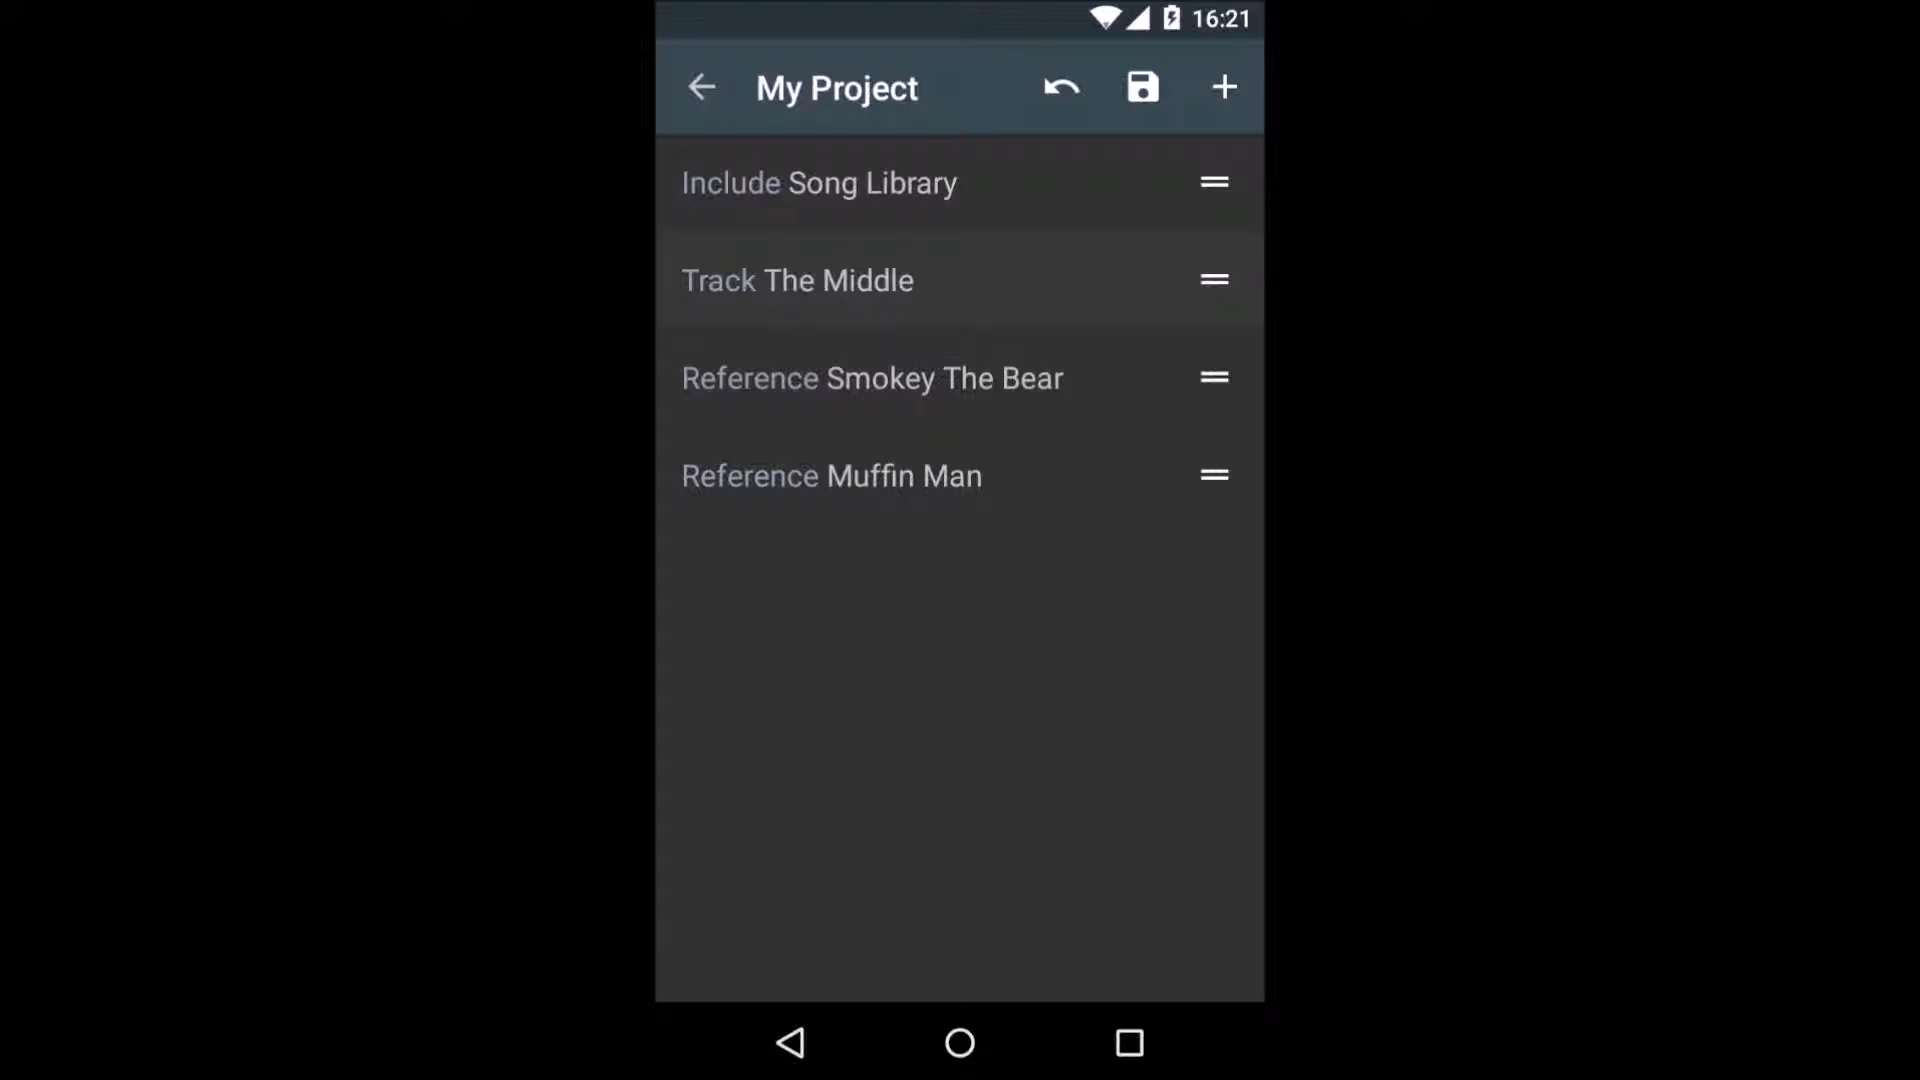 16:21
My Project
Include Song Library
Track The Middle
Reference Smokey The Bear
Reference Muffin Man